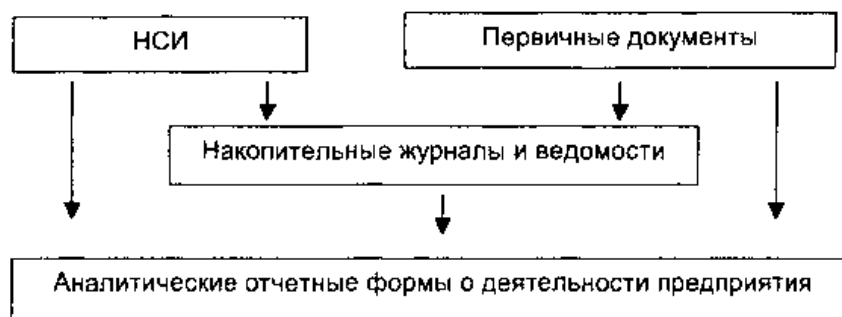 НСИ
Первичные документы
Накопительные журналы и ведомости
Аналитические отчетные формы о деятельности предприятия